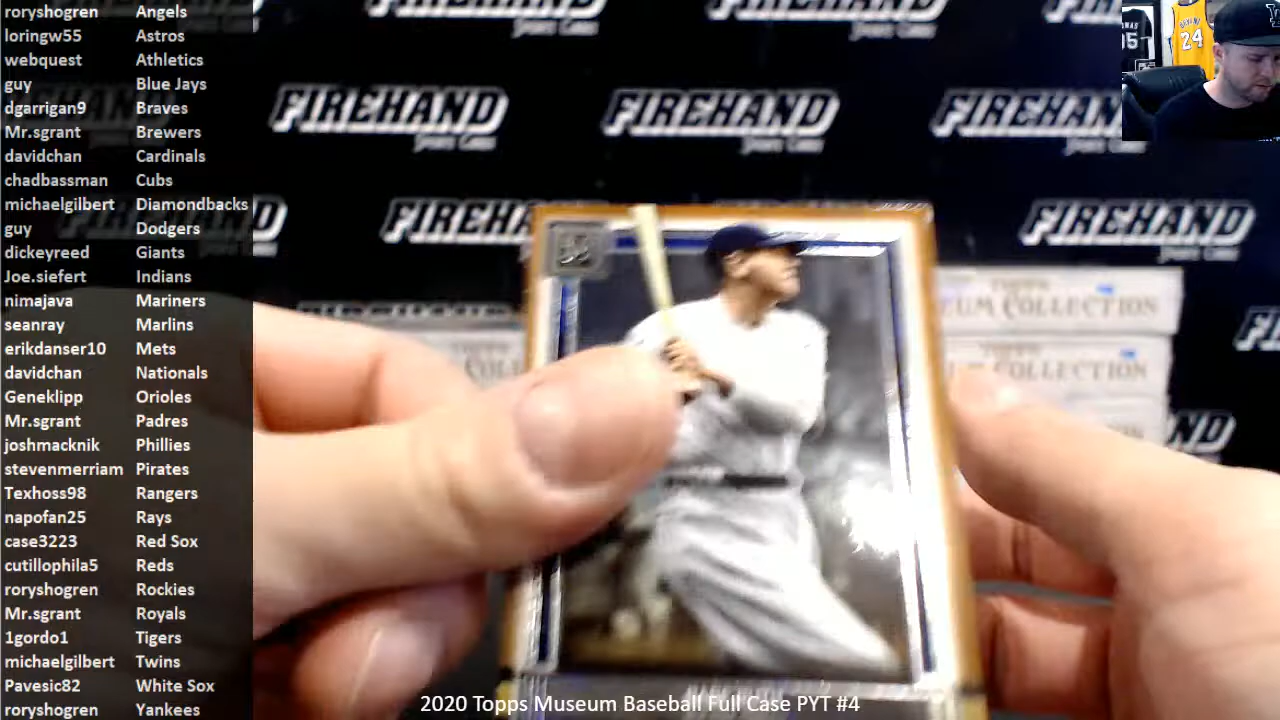 roryshogren Angels
loringw55 Astros
webquest Athletics
guy Blue Jays
dgarrigan9 Braves
Mr.sgrant Brewers
davidchan Cardinals
chadbassman Cubs
michaelgilbert Diamondbacks
guy Dodgers
dickeyreed Giants
Joe.siefert Indians
nimajava Mariners
seanray Marlins
erikdanser10 Mets
davidchan Nationals
Geneklipp Orioles
Mr.sgrant Padres
joshmacknik Phillies
stevenmerriam Pirates
Texhoss98 Rangers
napofan25 Rays
case3223 Red Sox
cutillophila5 Reds
roryshogren Rockies
Mr.sgrant Royals
1gordo1 Tigers
michaelgilbert Twins
Pavesic82 White Sox
roryshogren Yankees
BRYANT
24
FIREHAND
FIREHAND
FIREHAND
FIREHAND
FIREHAND
COLLECTION
2020 Topps Museum Baseball Full Case PYT #4